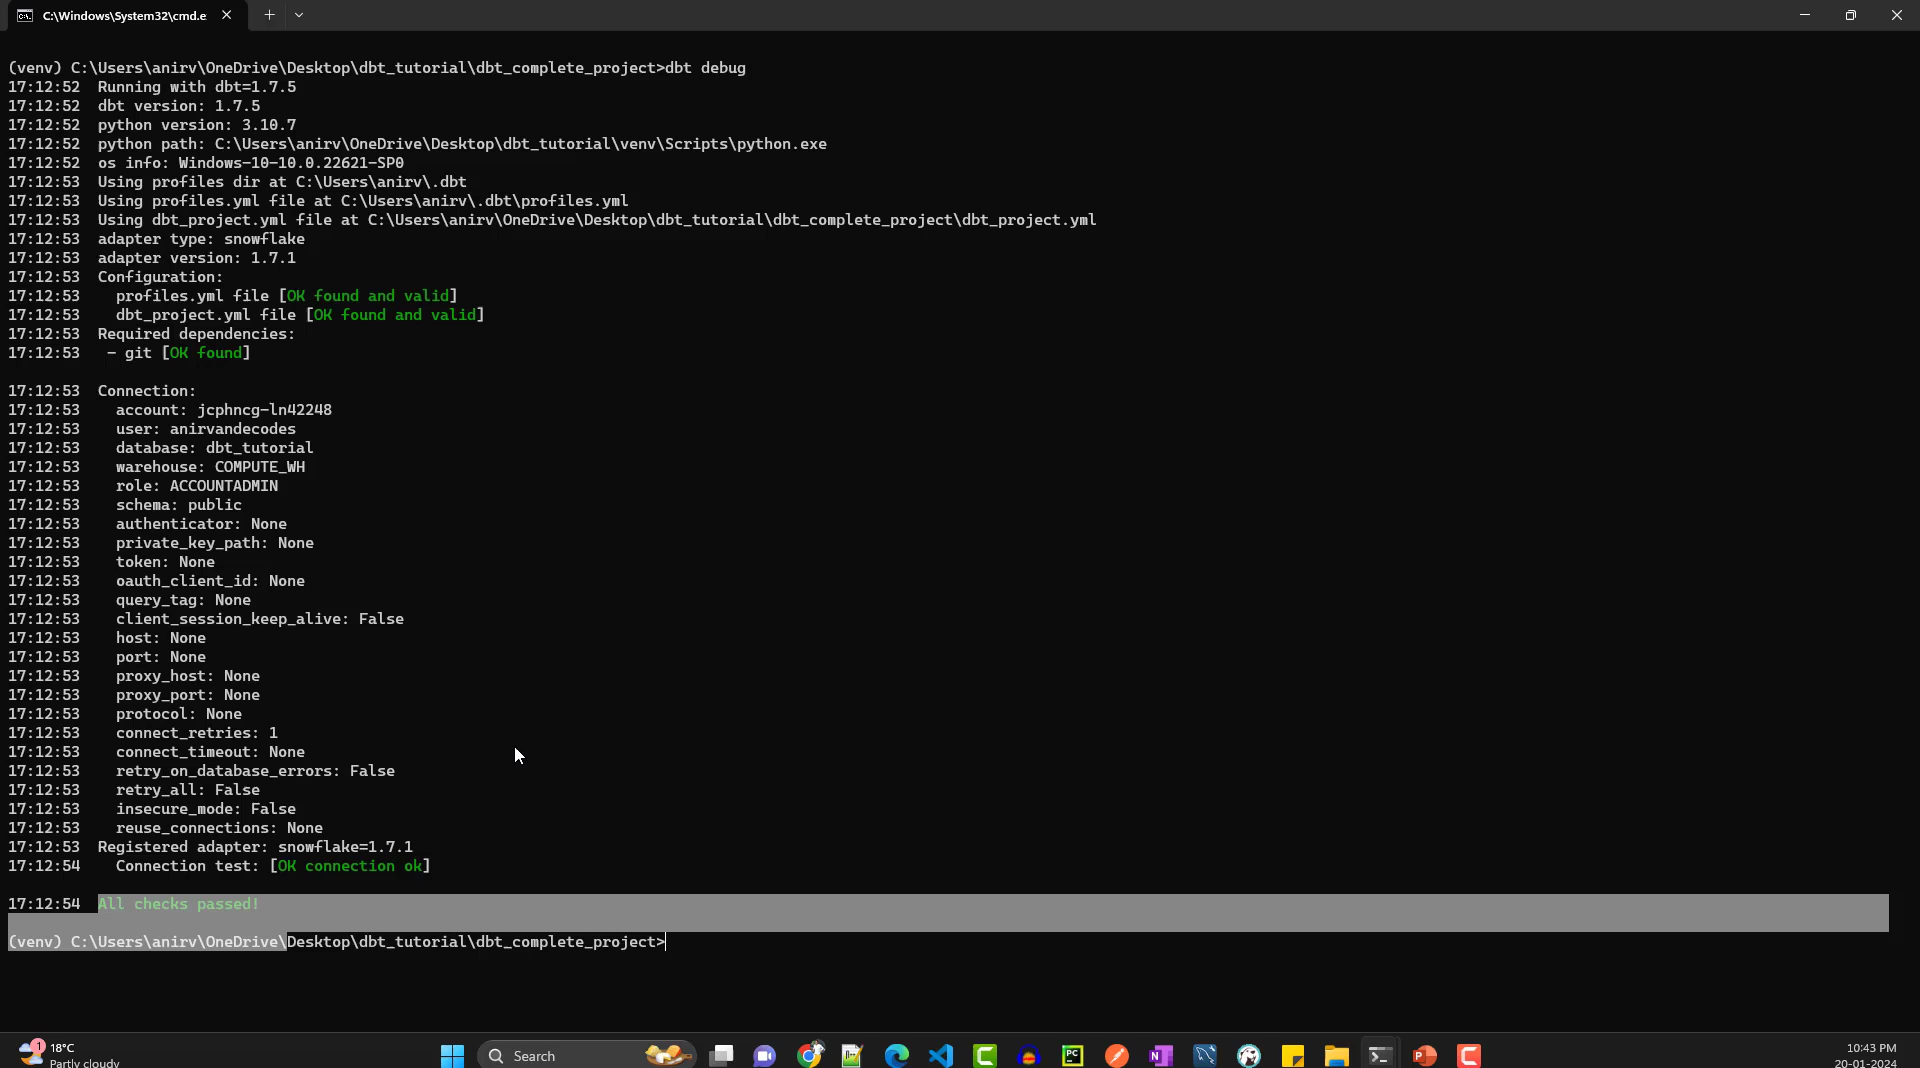 C:\Windows\System32\cmd.e
(venv) C:\Users\anirv\OneDrive\Desktop\dbt_tutorial\dbt_complete_project>dbt debug
17:12:52  Running with dbt=1.7.5
17:12:52  dbt version: 1.7.5
17:12:52  python version: 3.10.7
17:12:52  python path: C:\Users\anirv\OneDrive\Desktop\dbt_tutorial\venv\Scripts\python.exe
17:12:52  os info: Windows-10-10.0.22621-SP0
17:12:53  Using profiles dir at C:\Users\anirv\.dbt
17:12:53  Using profiles.yml file at C:\Users\anirv\.dbt\profiles.yml
17:12:53  Using dbt_project.yml file at C:\Users\anirv\OneDrive\Desktop\dbt_tutorial\dbt_complete_project\dbt_project.yml
17:12:53  adapter type: snowflake
17:12:53  adapter version: 1.7.1
17:12:53  Configuration:
17:12:53    profiles.yml file [OK found and valid]
17:12:53    dbt_project.yml file [OK found and valid]
17:12:53  Required dependencies:
17:12:53   - git [OK found]
17:12:53  Connection:
17:12:53    account: jcphncg-ln42248
17:12:53    user: anirvandecodes
17:12:53    database: dbt_tutorial
17:12:53    warehouse: COMPUTE_WH
17:12:53    role: ACCOUNTADMIN
17:12:53    schema: public
17:12:53    authenticator: None
17:12:53    private_key_path: None
17:12:53    token: None
17:12:53    oauth_client_id: None
17:12:53    query_tag: None
17:12:53    client_session_keep_alive: False
17:12:53    host: None
17:12:53    port: None
17:12:53    proxy_host: None
17:12:53    proxy_port: None
17:12:53    protocol: None
17:12:53    connect_retries: 1
17:12:53    connect_timeout: None
17:12:53    retry_on_database_errors: False
17:12:53    retry_all: False
17:12:53    insecure_mode: False
17:12:53    reuse_connections: None
17:12:53  Registered adapter: snowflake=1.7.1
17:12:54    Connection test: [OK connection ok]
17:12:54  All checks passed!
(venv) C:\Users\anirv\OneDrive\Desktop\dbt_tutorial\dbt_complete_project>
1
18°C
Partly cloudy
Search
10:43 PM
20-01-2024